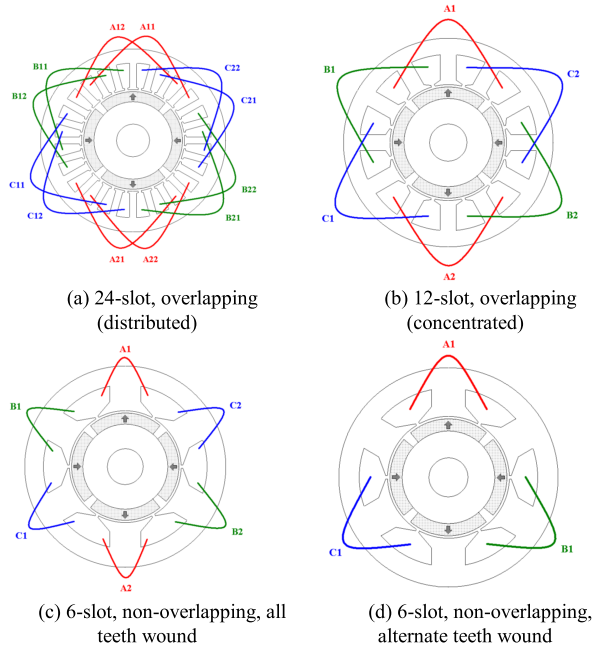 A12 A11
B11 C22
B12 C21
C11 B22
C12 B21
A21 A22
(a) 24-slot, overlapping
(distributed)
A1
B1 C2
C1 B2
A2
(b) 12-slot, overlapping
(concentrated)
A1
B1 C2
C1 B2
A2
(c) 6-slot, non-overlapping, all
teeth wound
A1
C1 B1
(d) 6-slot, non-overlapping,
alternate teeth wound